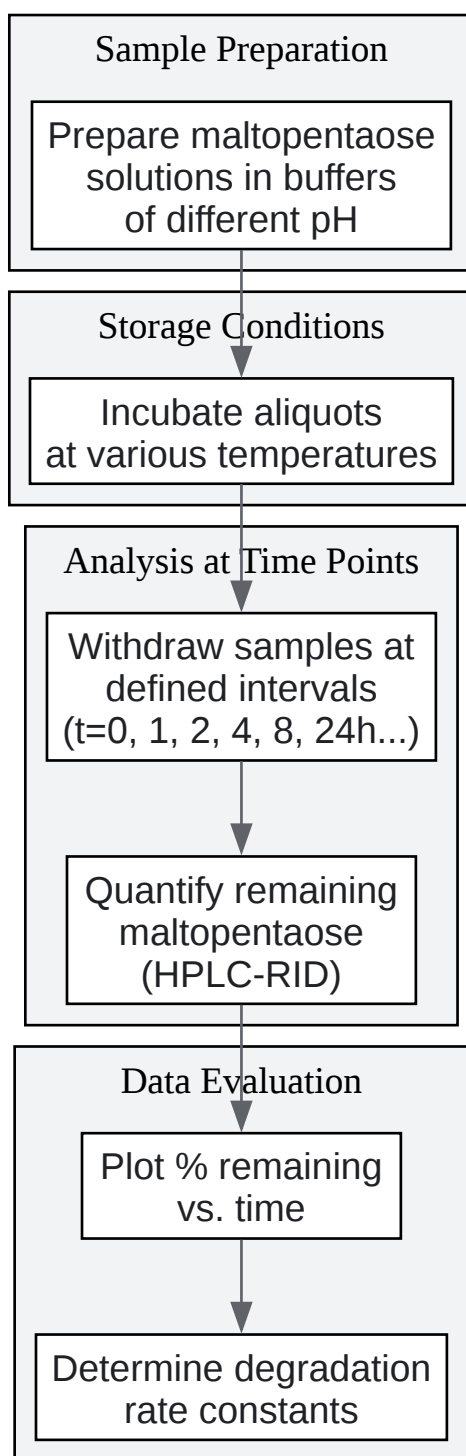 Sample Preparation
Prepare maltopentaose
solutions in buffers
of different pH
Storage Conditions
Incubate aliquots
at various temperatures
Analysis at Time Points
Withdraw samples at
defined intervals
(t=0, 1, 2, 4, 8, 24h...)
Quantify remaining
maltopentaose
(HPLC-RID)
Data Evaluation
Plot % remaining
vs. time
Determine degradation
rate constants